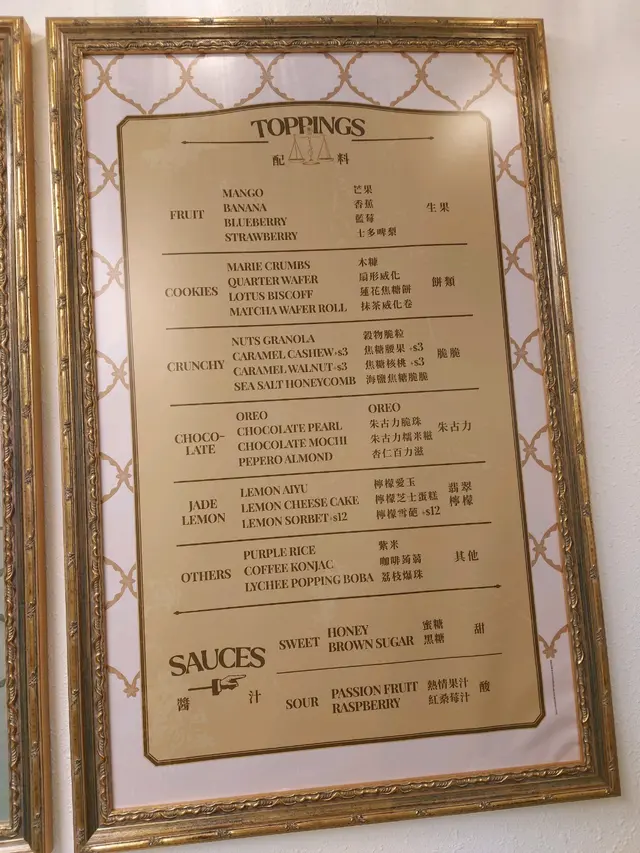 TOPPINGS
配 料
FRUIT
MANGO 芒果
BANANA 香蕉
BLUEBERRY 藍莓
STRAWBERRY 士多啤梨
生果
COOKIES
MARIE CRUMBS 木糠
QUARTER WAFER 扇形威化
LOTUS BISCOFF 蓮花焦糖餅
MATCHA WAFER ROLL 抹茶威化卷
餅類
CRUNCHY
NUTS GRANOLA 穀物脆粒
CARAMEL CASHEW+$3 焦糖腰果 +$3
CARAMEL WALNUT+$3 焦糖核桃 +$3
SEA SALT HONEYCOMB 海鹽焦糖脆脆
脆脆
CHOCO-
LATE
OREO OREO
CHOCOLATE PEARL 朱古力脆珠
CHOCOLATE MOCHI 朱古力糯米糍
PEPERO ALMOND 杏仁百力滋
朱古力
JADE
LEMON
LEMON AIYU 檸檬愛玉
LEMON CHEESE CAKE 檸檬芝士蛋糕
LEMON SORBET+$12 檸檬雪葩 +$12
翡翠
檸檬
OTHERS
PURPLE RICE 紫米
COFFEE KONJAC 咖啡蒟蒻
LYCHEE POPPING BOBA 荔枝爆珠
其他
SAUCES
醬 汁
SWEET
HONEY 蜜糖
BROWN SUGAR 黑糖
甜
SOUR
PASSION FRUIT 熱情果汁
RASPBERRY 紅桑莓汁
酸